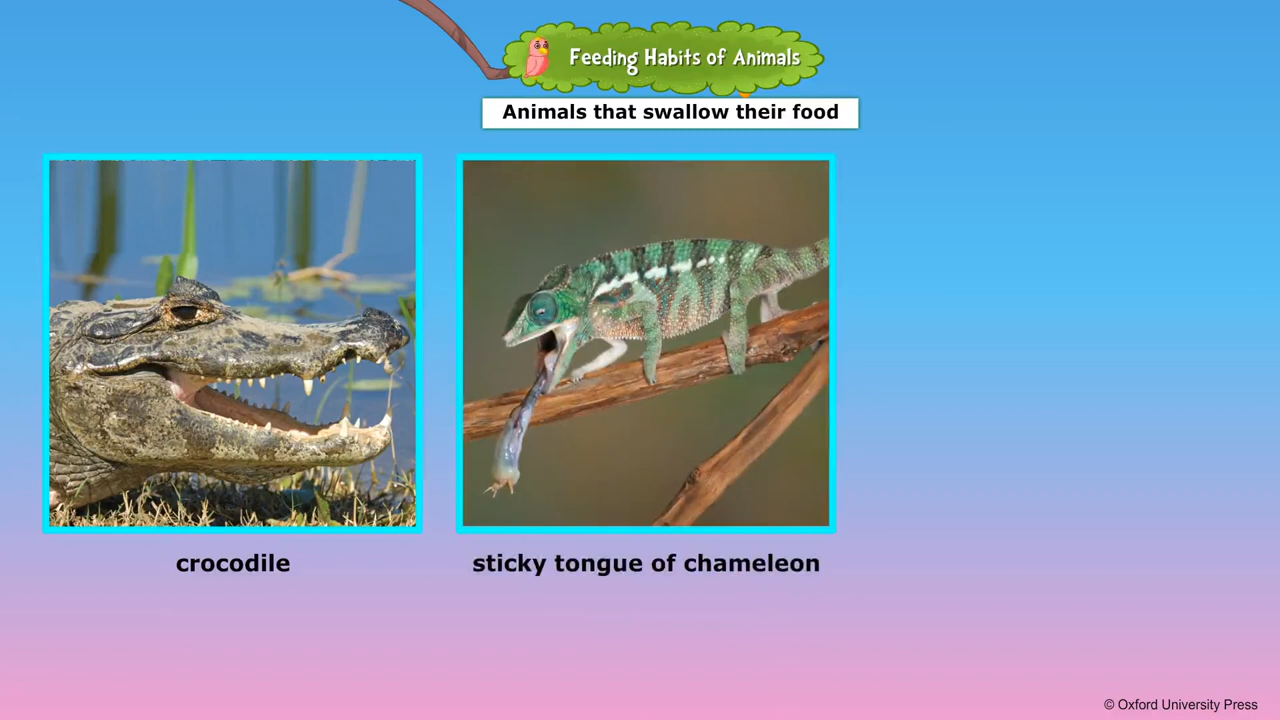 Feeding Habits of Animals
Animals that swallow their food
crocodile
sticky tongue of chameleon
© Oxford University Press